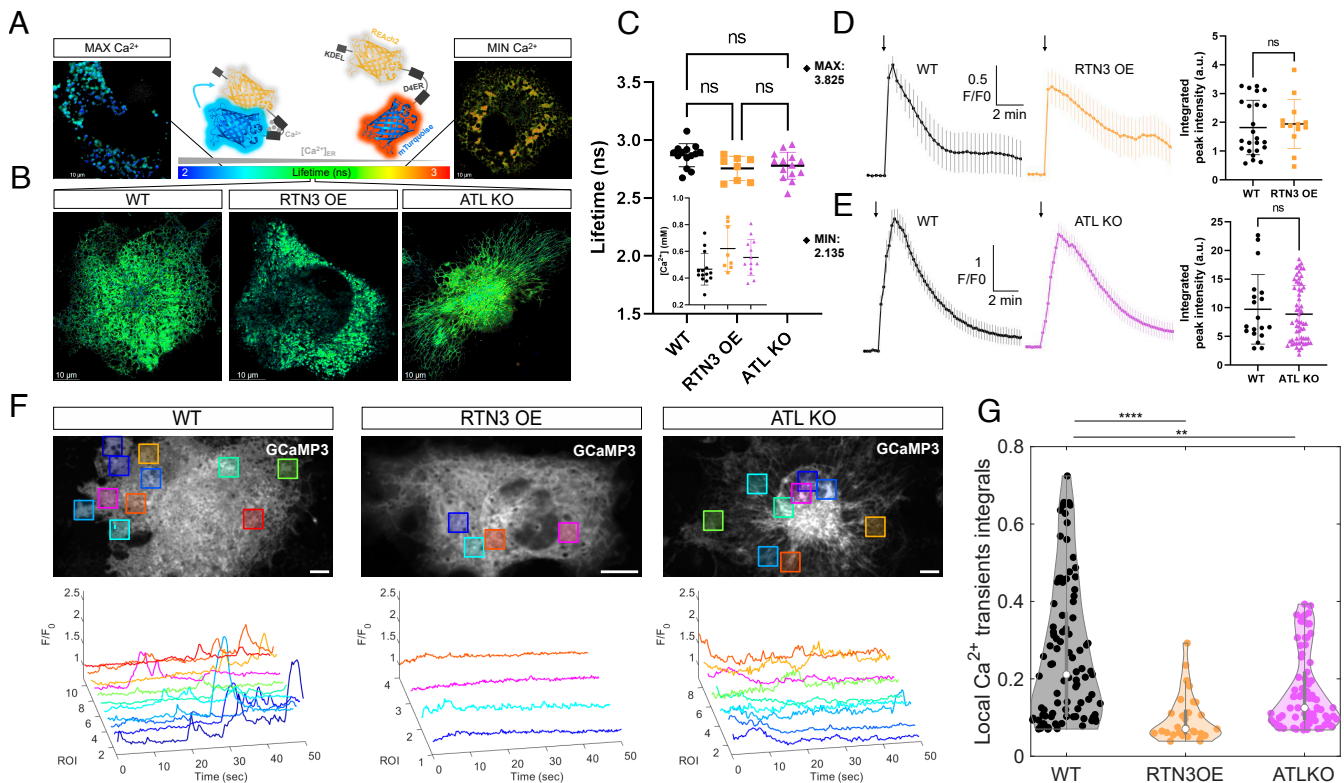 A
MAX Ca²⁺
KDEL
REAch2
D4ER
Ca²⁺
mTurquoise
MIN Ca²⁺
10 µm
10 µm
[Ca²⁺]ER
2
Lifetime (ns)
3
B
WT
RTN3 OE
ATL KO
10 µm
10 µm
10 µm
C
ns
ns
ns
MAX:
3.825
MIN:
2.135
Lifetime (ns)
3.5
3.0
2.5
2.0
1.5
[Ca²⁺] (mM)
1.0
0.8
0.6
0.4
0.2
WT
RTN3 OE
ATL KO
D
WT
0.5
F/F0
2 min
RTN3 OE
Integrated
peak intensity (a.u.)
5
4
3
2
1
0
ns
WT
RTN3 OE
E
WT
1
F/F0
2 min
ATL KO
Integrated
peak intensity (a.u.)
25
20
15
10
5
0
ns
WT
ATL KO
F
WT
RTN3 OE
ATL KO
GCaMP3
GCaMP3
GCaMP3
F/F₀
2.5
2
1.5
1
10
8
6
4
2
ROI
0
10
20
30
40
50
Time (sec)
F/F₀
2.5
2
1.5
1
4
3
2
1
ROI
0
10
20
30
40
50
Time (sec)
F/F₀
2.5
2
1.5
1
8
6
4
2
ROI
0
10
20
30
40
50
Time (sec)
G
****
**
Local Ca²⁺ transients integrals
0.8
0.6
0.4
0.2
0
WT
RTN3OE
ATLKO